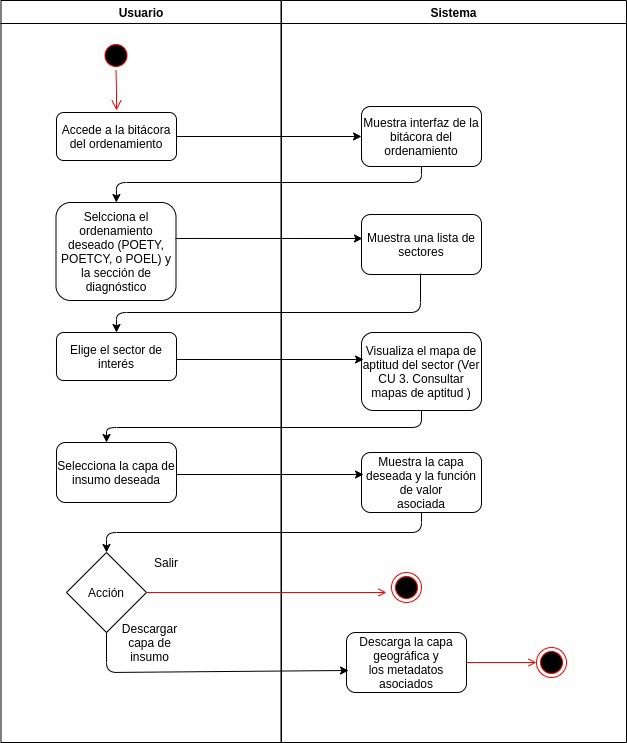 Usuario
Sistema
Accede a la bitácora
del ordenamiento
Muestra interfaz de la
bitácora del
ordenamiento
Selcciona el
ordenamiento
deseado (POETY,
POETCY, o POEL) y
la sección de
diagnóstico
Muestra una lista de
sectores
Elige el sector de
interés
Visualiza el mapa de
aptitud del sector (Ver
CU 3. Consultar
mapas de aptitud )
Selecciona la capa de
insumo deseada
Muestra la capa
deseada y la función
de valor
asociada
Acción
Salir
Descargar
capa de
insumo
Descarga la capa
geográfica y
los metadatos
asociados